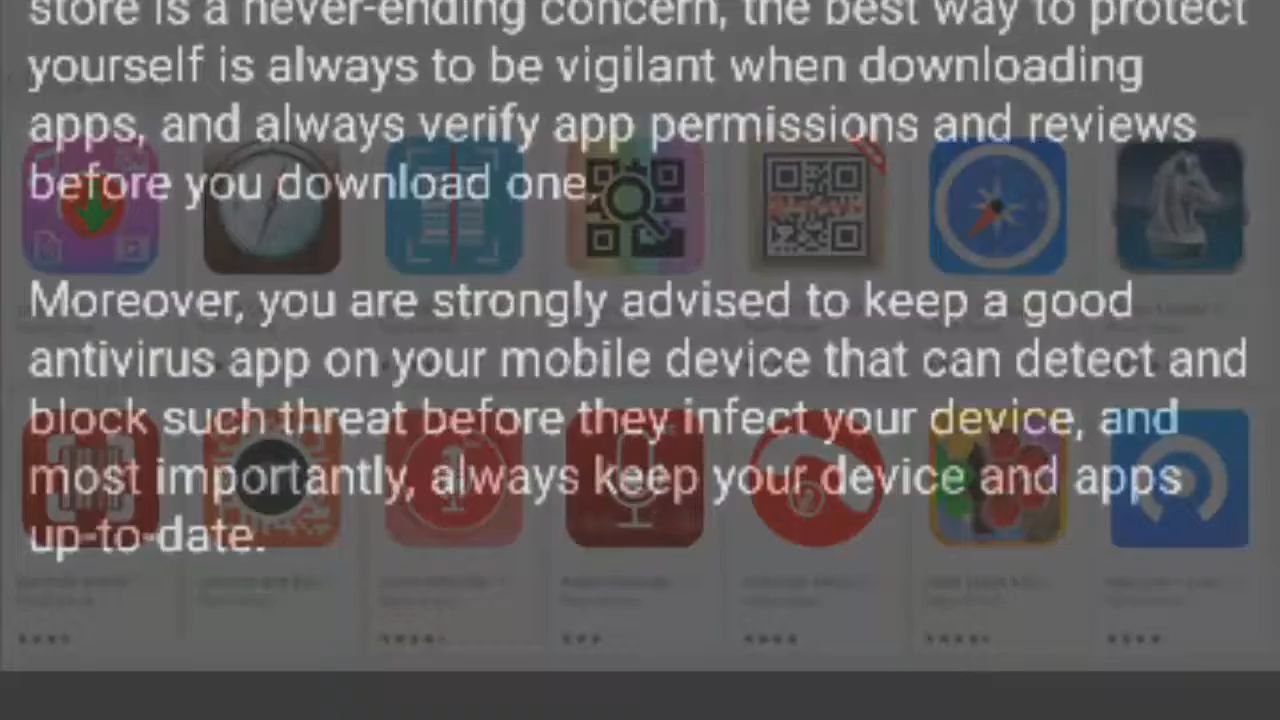 store is a never-ending concern, the best way to protect
yourself is always to be vigilant when downloading
apps, and always verify app permissions and reviews
before you download one.
Moreover, you are strongly advised to keep a good
antivirus app on your mobile device that can detect and
block such threat before they infect your device, and
most importantly, always keep your device and apps
up-to-date.